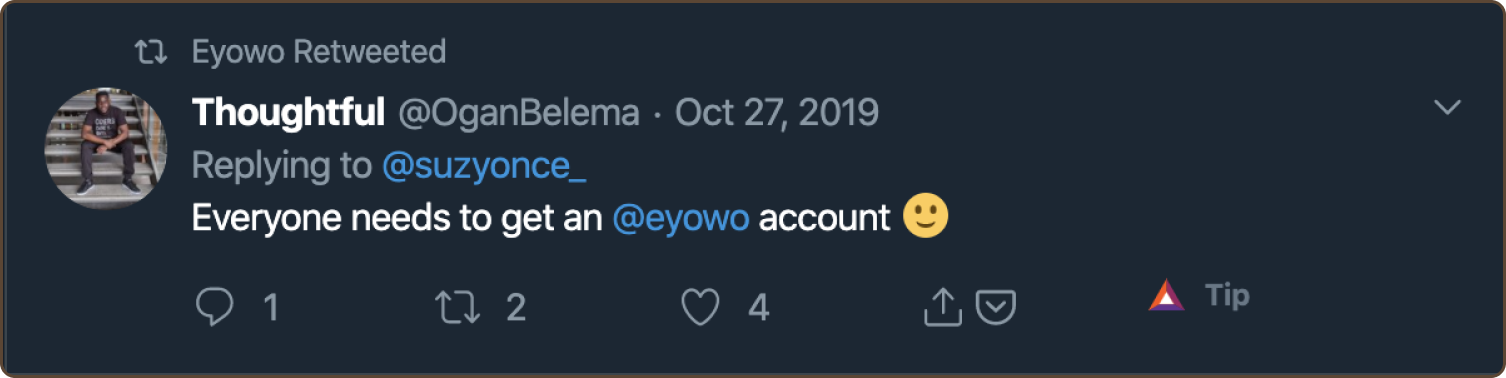 Eyowo Retweeted
Thoughtful @OganBelema · Oct 27, 2019
Replying to @suzyonce_
Everyone needs to get an @eyowo account 🙂
1 2 4 Tip